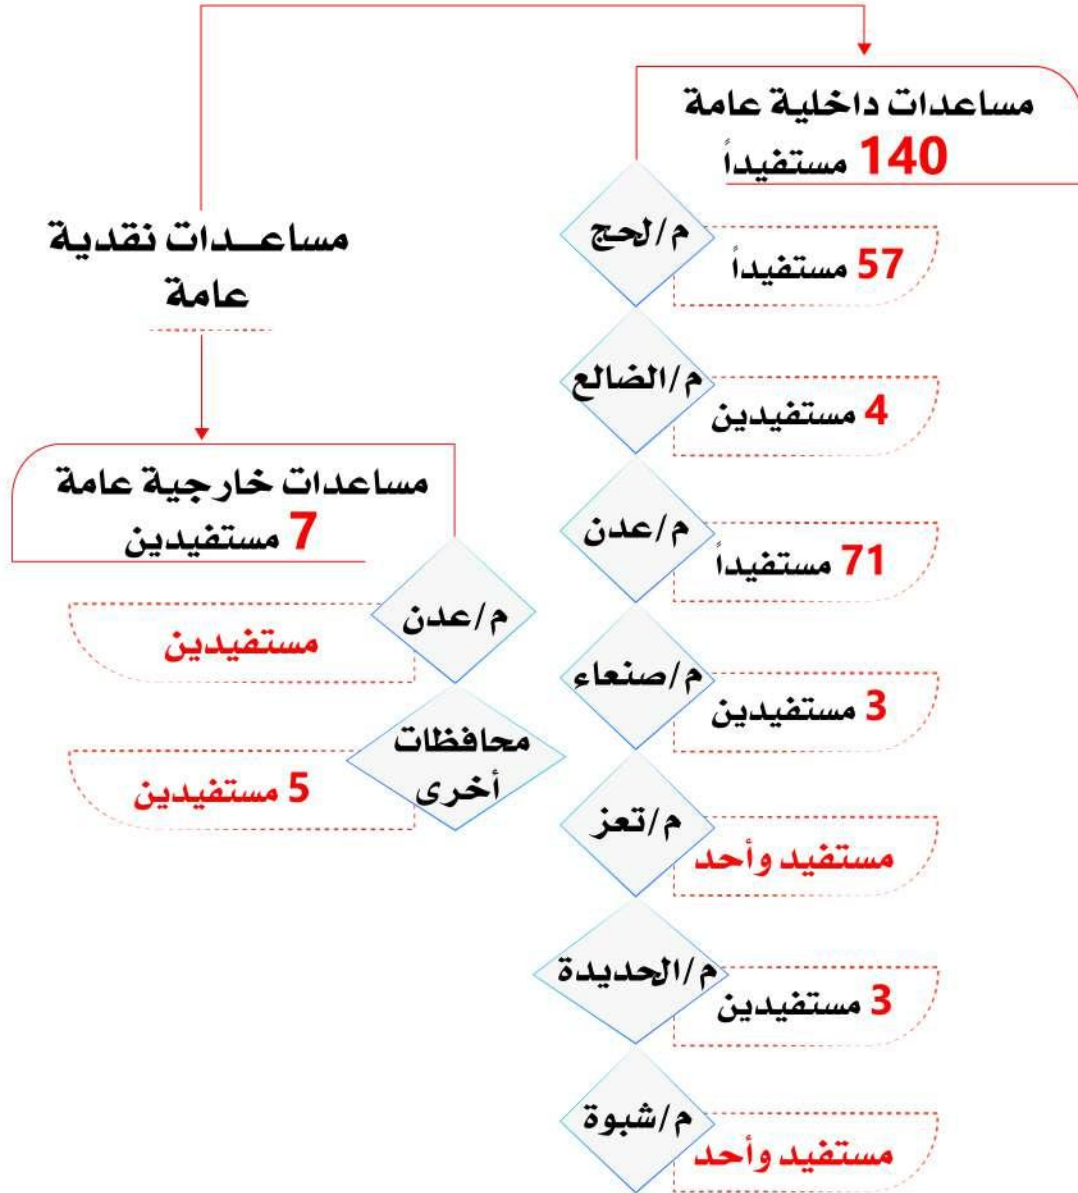 مساعدات نقدية
عامة
مساعدات داخلية عامة
140 مستفيداً
م/لحج
57 مستفيداً
م/الضالع
4 مستفيدين
م/عدن
71 مستفيداً
م/صنعاء
3 مستفيدين
م/تعز
مستفيد وأحد
م/الحديدة
3 مستفيدين
م/شبوة
مستفيد وأحد
مساعدات خارجية عامة
7 مستفيدين
م/عدن
مستفيدين
محافظات
أخرى
5 مستفيدين